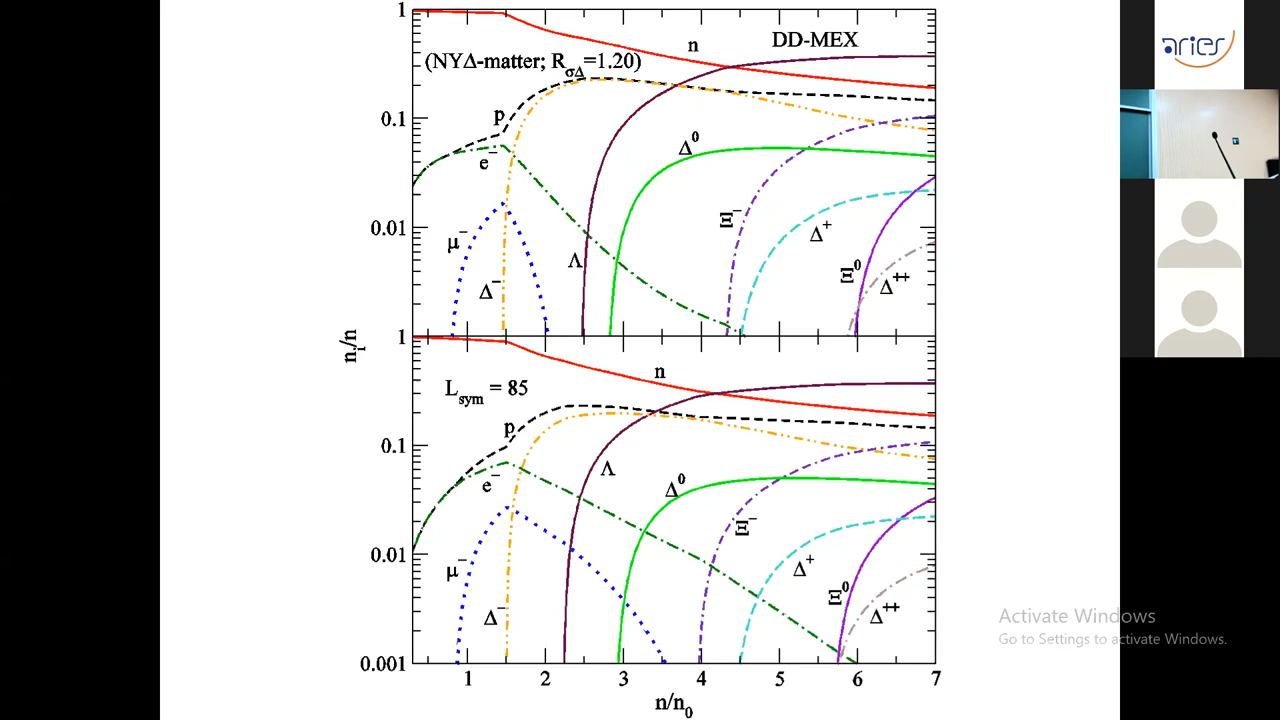 1
DD-MEX
n
(NYΔ-matter; R_σΔ=1.20)
0.1
p
e⁻
Δ⁰
Ξ⁻
Δ⁺
μ⁻
0.01
Λ
Ξ⁰
Δ⁺⁺
Δ⁻
nᵢ/n
1
n
L_sym = 85
p
0.1
Λ
e⁻
Δ⁰
Ξ⁻
0.01
μ⁻
Δ⁺
Ξ⁰
Δ⁺⁺
Δ⁻
0.001
1 2 3 4 5 6 7
n/n₀
aries
Activate Windows
Go to Settings to activate Windows.